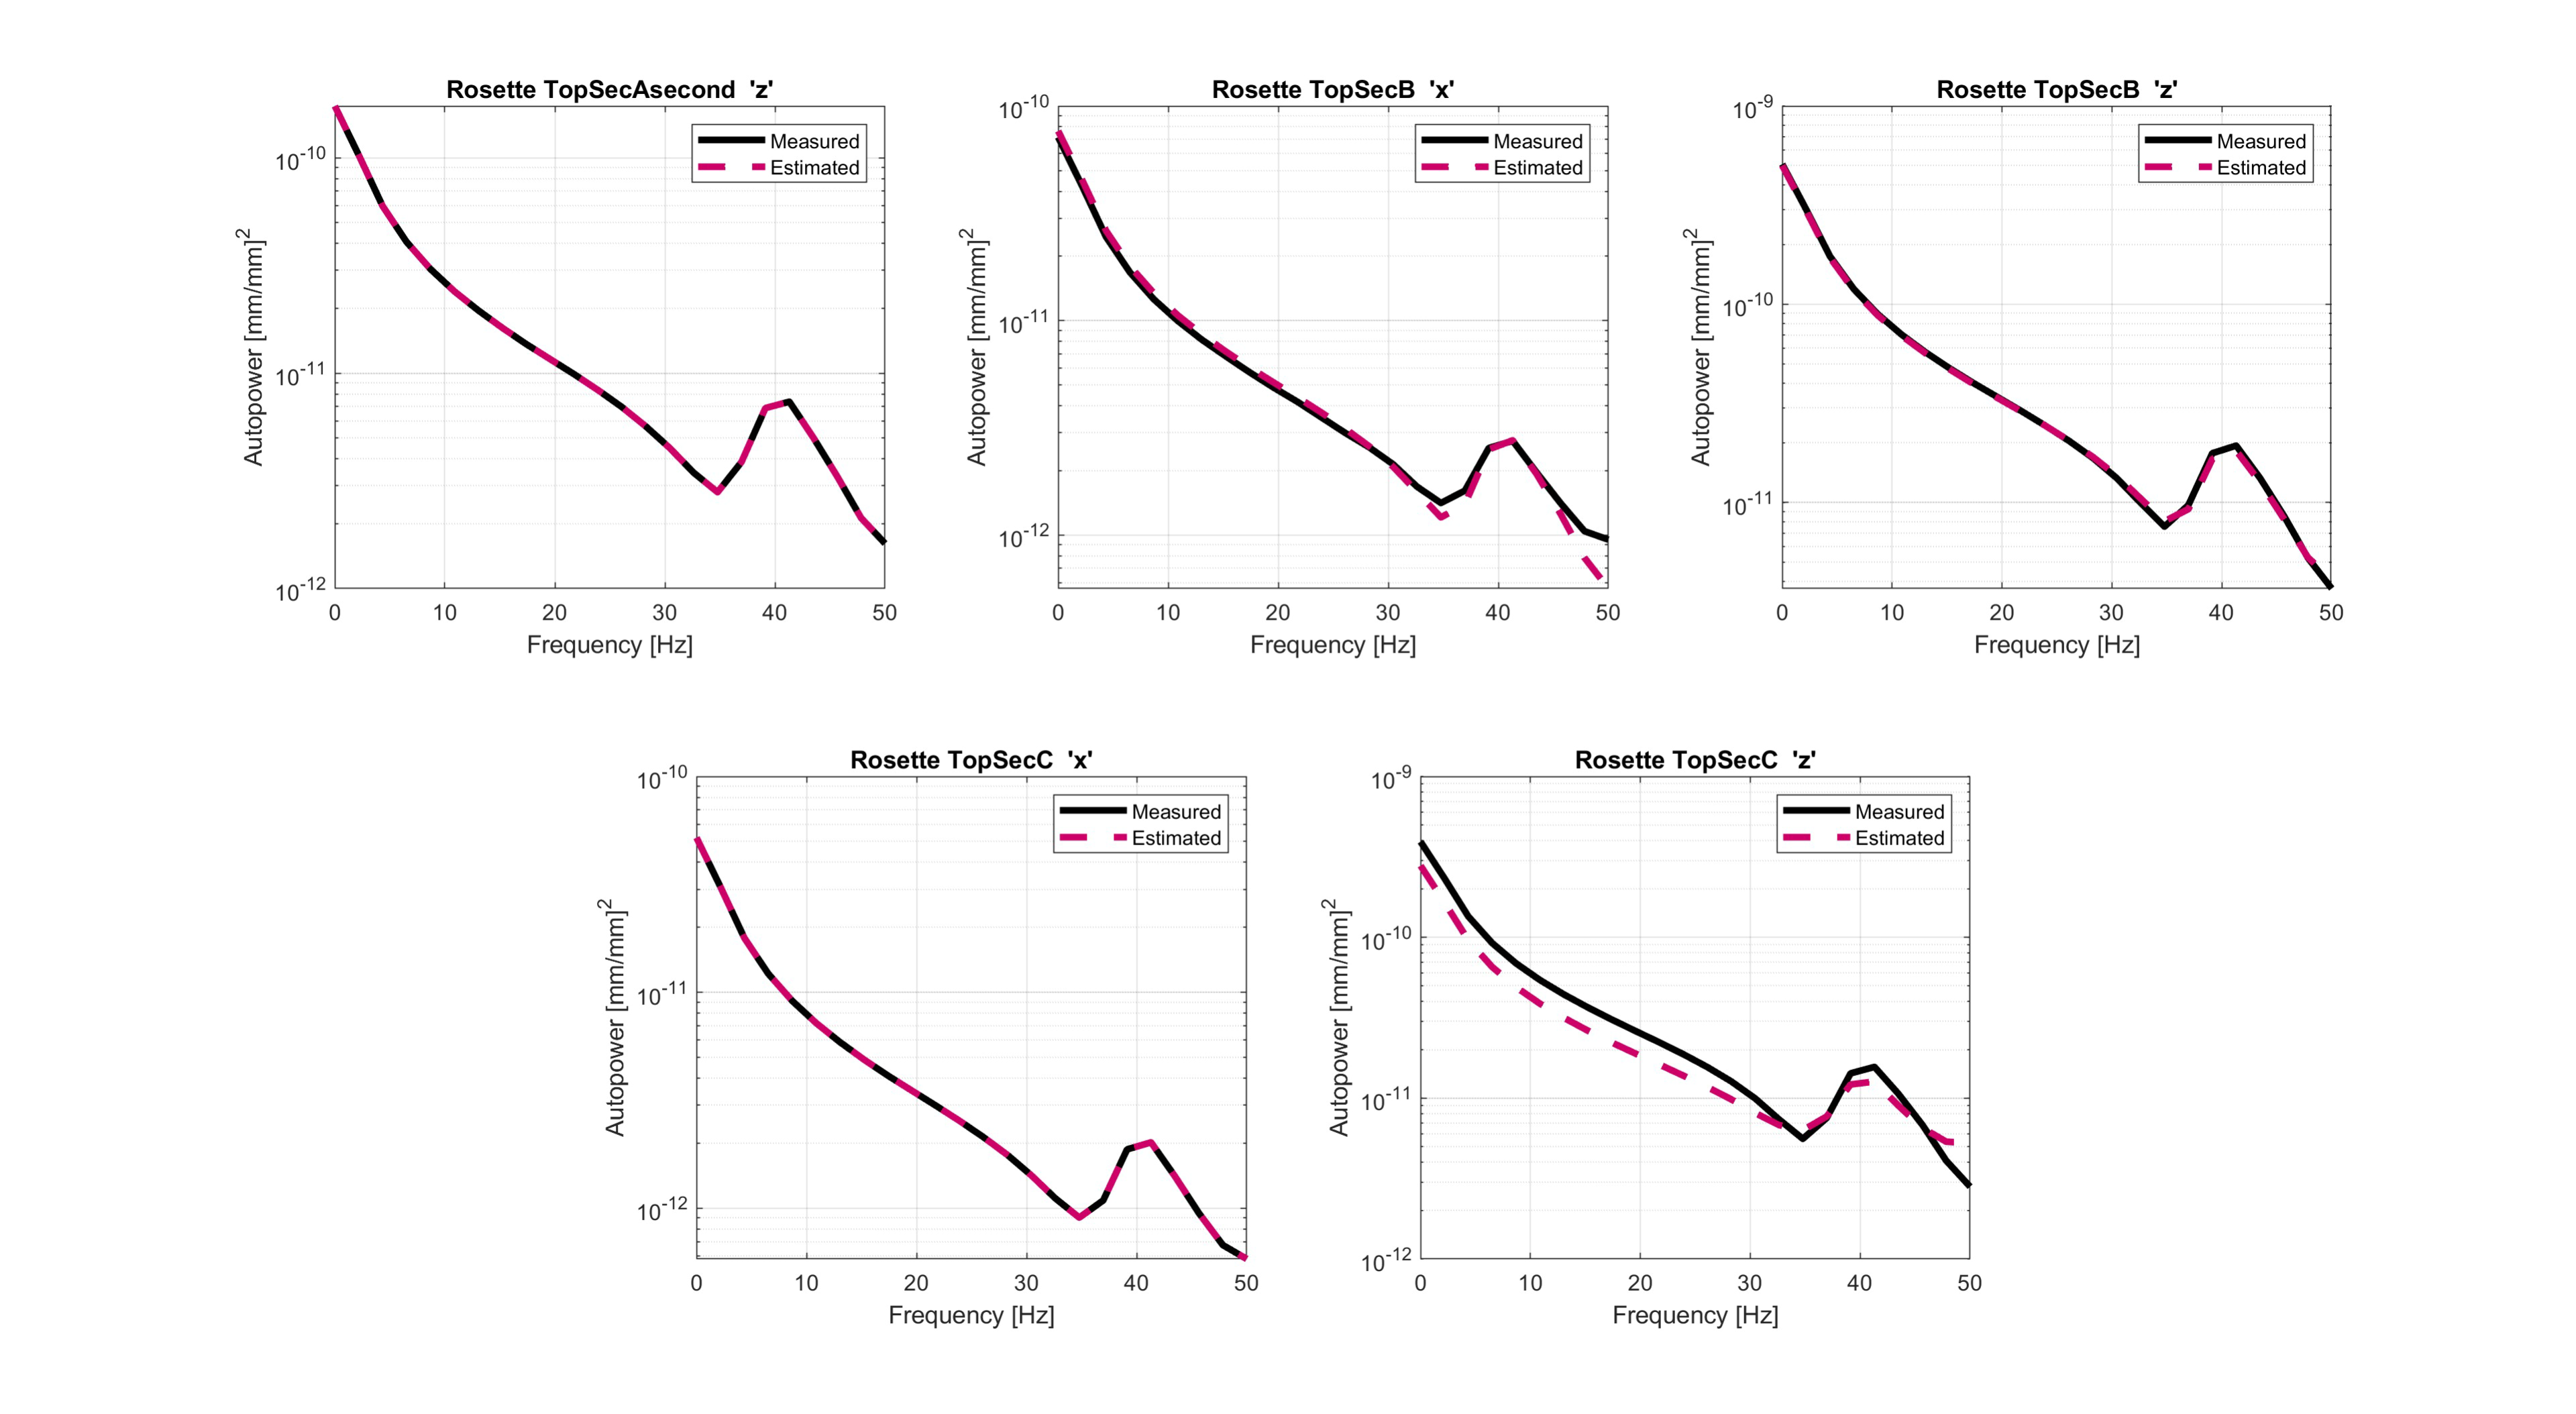 Rosette TopSecAsecond 'z'
Measured
Estimated
10^-10
10^-11
10^-12
Autopower [mm/mm]^2
0 10 20 30 40 50
Frequency [Hz]
Rosette TopSecB 'x'
Measured
Estimated
10^-10
10^-11
10^-12
Autopower [mm/mm]^2
0 10 20 30 40 50
Frequency [Hz]
Rosette TopSecB 'z'
Measured
Estimated
10^-9
10^-10
10^-11
Autopower [mm/mm]^2
0 10 20 30 40 50
Frequency [Hz]
Rosette TopSecC 'x'
Measured
Estimated
10^-10
10^-11
10^-12
Autopower [mm/mm]^2
0 10 20 30 40 50
Frequency [Hz]
Rosette TopSecC 'z'
Measured
Estimated
10^-9
10^-10
10^-11
10^-12
Autopower [mm/mm]^2
0 10 20 30 40 50
Frequency [Hz]